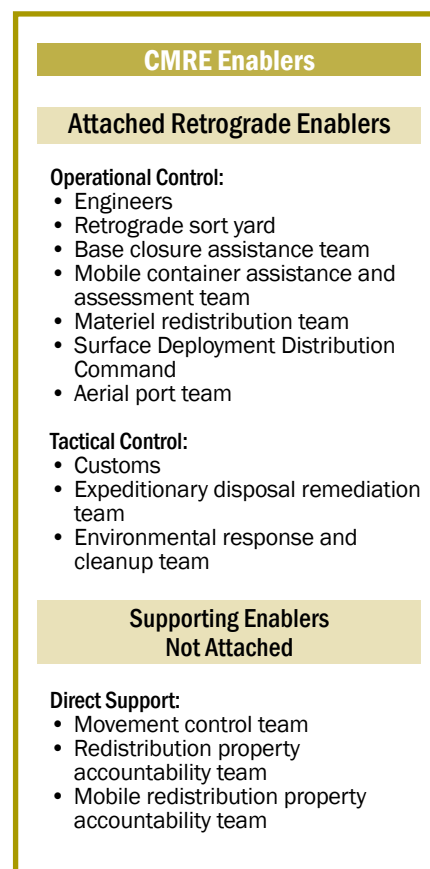 CMRE Enablers
Attached Retrograde Enablers
Operational Control:
• Engineers
• Retrograde sort yard
• Base closure assistance team
• Mobile container assistance and
assessment team
• Materiel redistribution team
• Surface Deployment Distribution
Command
• Aerial port team
Tactical Control:
• Customs
• Expeditionary disposal remediation
team
• Environmental response and
cleanup team
Supporting Enablers
Not Attached
Direct Support:
• Movement control team
• Redistribution property
accountability team
• Mobile redistribution property
accountability team